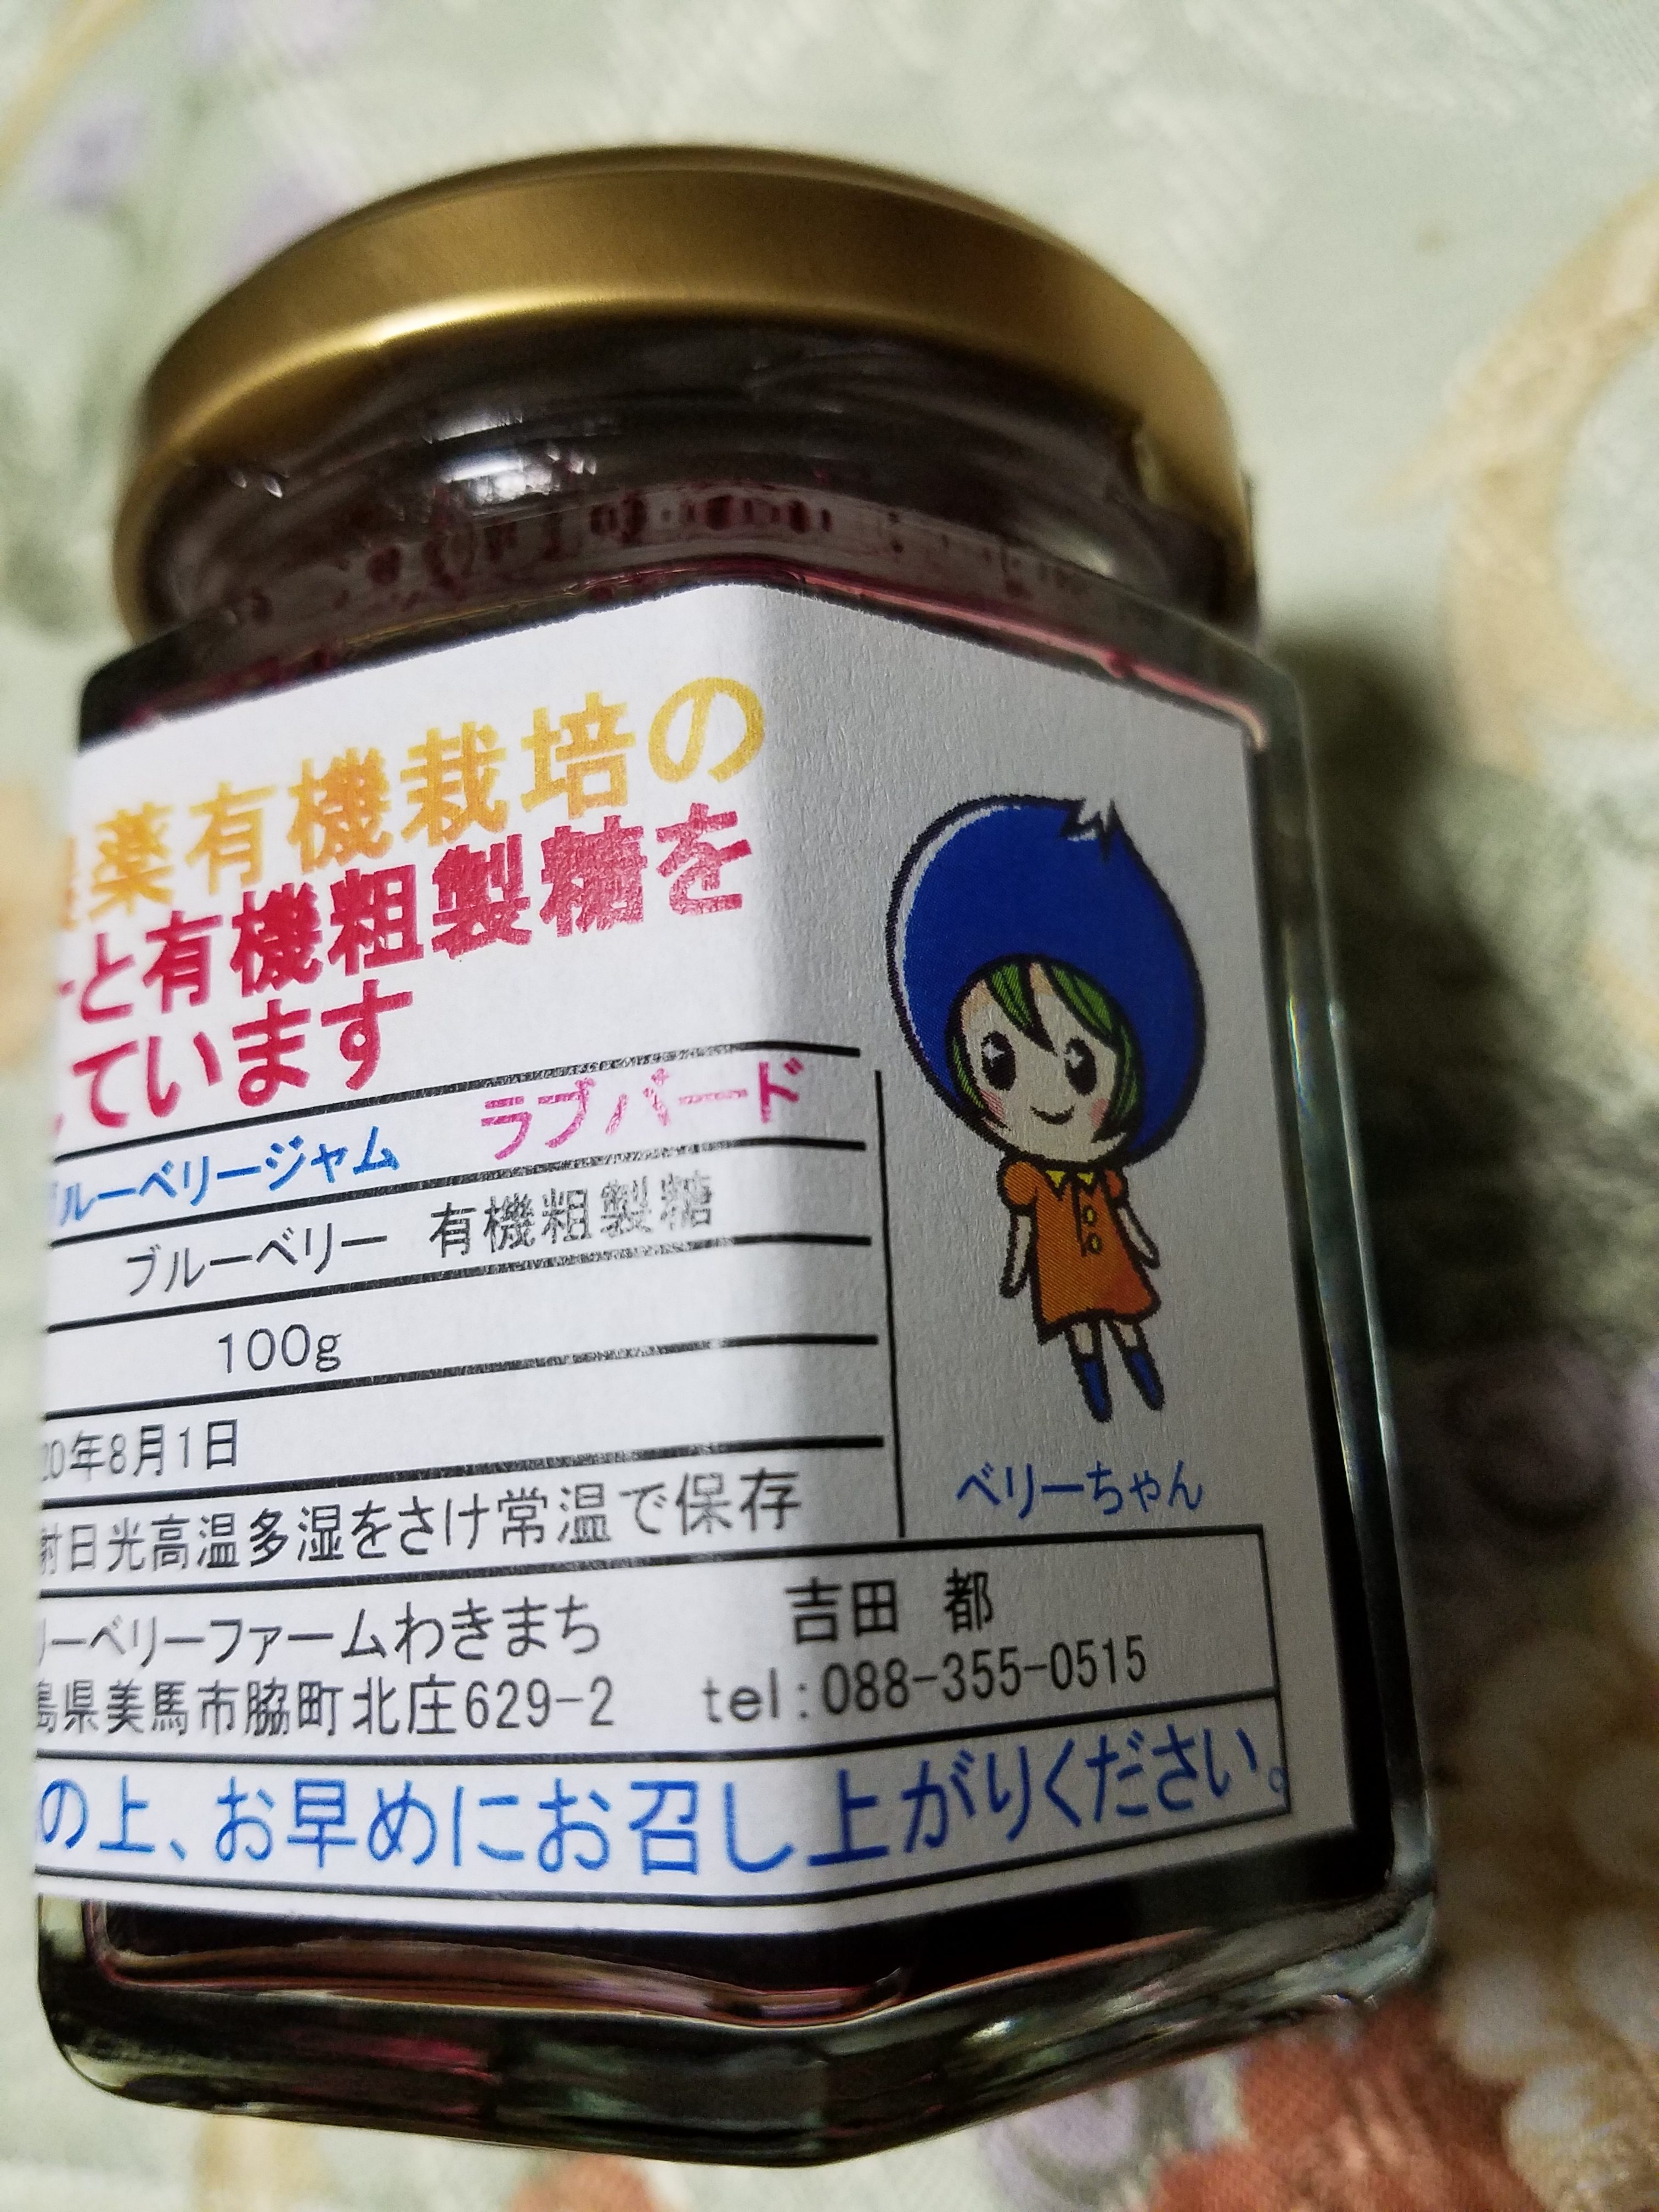 薬有機栽培の
と有機粗製糖を
ています
ルーベリージャム ラブバード
ブルーベリー 有機粗製糖
100g
20年8月1日
射日光高温多湿をさけ常温で保存
ベリーちゃん
リーベリーファームわきまち 吉田 都
島県美馬市脇町北庄629-2 tel:088-355-0515
の上、お早めにお召し上がりください。